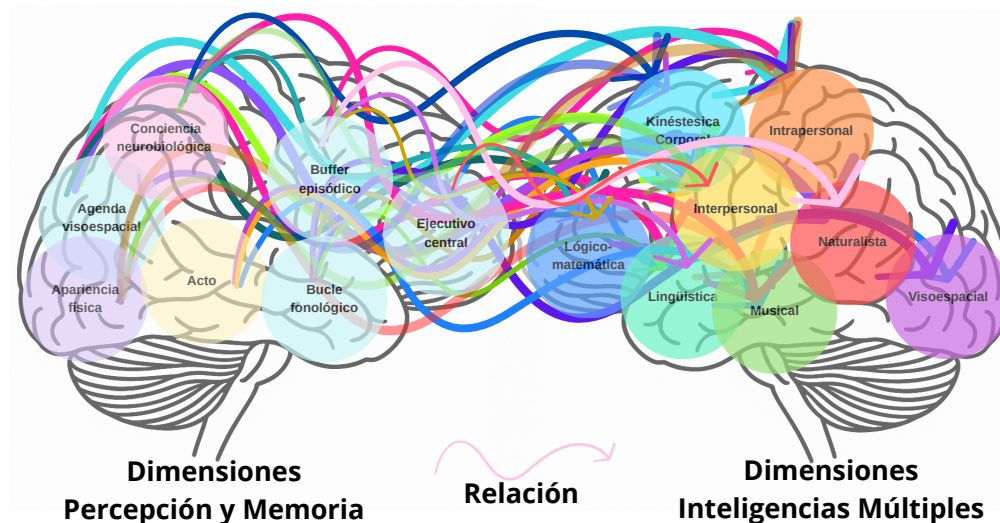 Conciencia
neurobiológica
Buffer
episódico
Agenda
visoespacial
Ejecutivo
central
Apariencia
física
Acto
Bucle
fonológico
Kinéstesica
Corporal
Intrapersonal
Interpersonal
Lógico-
matemática
Naturalista
Lingüística
Musical
Visoespacial
Dimensiones
Percepción y Memoria
Relación
Dimensiones
Inteligencias Múltiples